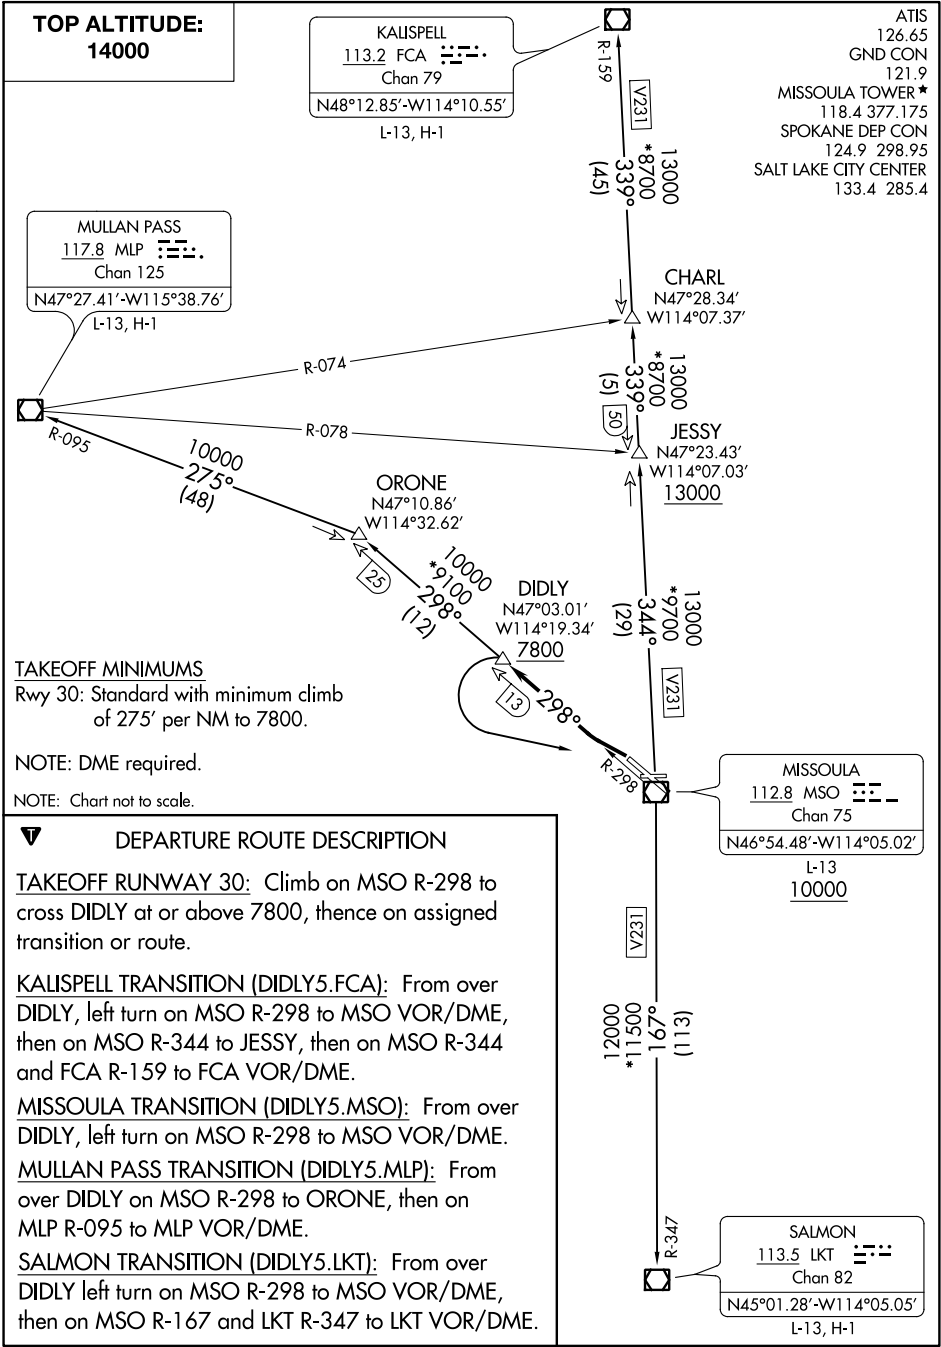 TOP ALTITUDE:
14000
KALISPELL
113.2 FCA
Chan 79
N48°12.85'-W114°10.55'
L-13, H-1
ATIS
126.65
GND CON
121.9
MISSOULA TOWER★
118.4 377.175
SPOKANE DEP CON
124.9 298.95
SALT LAKE CITY CENTER
133.4 285.4
R-159
V231
13000
*8700
339°
(45)
MULLAN PASS
117.8 MLP
Chan 125
N47°27.41'-W115°38.76'
L-13, H-1
CHARL
N47°28.34'
W114°07.37'
R-074
13000
*8700
339°
(5)
R-078
50
JESSY
N47°23.43'
W114°07.03'
13000
R-095
10000
275°
(48)
ORONE
N47°10.86'
W114°32.62'
25
10000
*9100
298°
(12)
DIDLY
N47°03.01'
W114°19.34'
7800
13
298°
R-298
13000
*9700
344°
(29)
V231
TAKEOFF MINIMUMS
Rwy 30: Standard with minimum climb
of 275' per NM to 7800.
NOTE: DME required.
NOTE: Chart not to scale.
MISSOULA
112.8 MSO
Chan 75
N46°54.48'-W114°05.02'
L-13
10000
V231
12000
*11500
167°
(113)
R-347
SALMON
113.5 LKT
Chan 82
N45°01.28'-W114°05.05'
L-13, H-1
T
DEPARTURE ROUTE DESCRIPTION
TAKEOFF RUNWAY 30: Climb on MSO R-298 to
cross DIDLY at or above 7800, thence on assigned
transition or route.
KALISPELL TRANSITION (DIDLY5.FCA): From over
DIDLY, left turn on MSO R-298 to MSO VOR/DME,
then on MSO R-344 to JESSY, then on MSO R-344
and FCA R-159 to FCA VOR/DME.
MISSOULA TRANSITION (DIDLY5.MSO): From over
DIDLY, left turn on MSO R-298 to MSO VOR/DME.
MULLAN PASS TRANSITION (DIDLY5.MLP): From
over DIDLY on MSO R-298 to ORONE, then on
MLP R-095 to MLP VOR/DME.
SALMON TRANSITION (DIDLY5.LKT): From over
DIDLY left turn on MSO R-298 to MSO VOR/DME,
then on MSO R-167 and LKT R-347 to LKT VOR/DME.